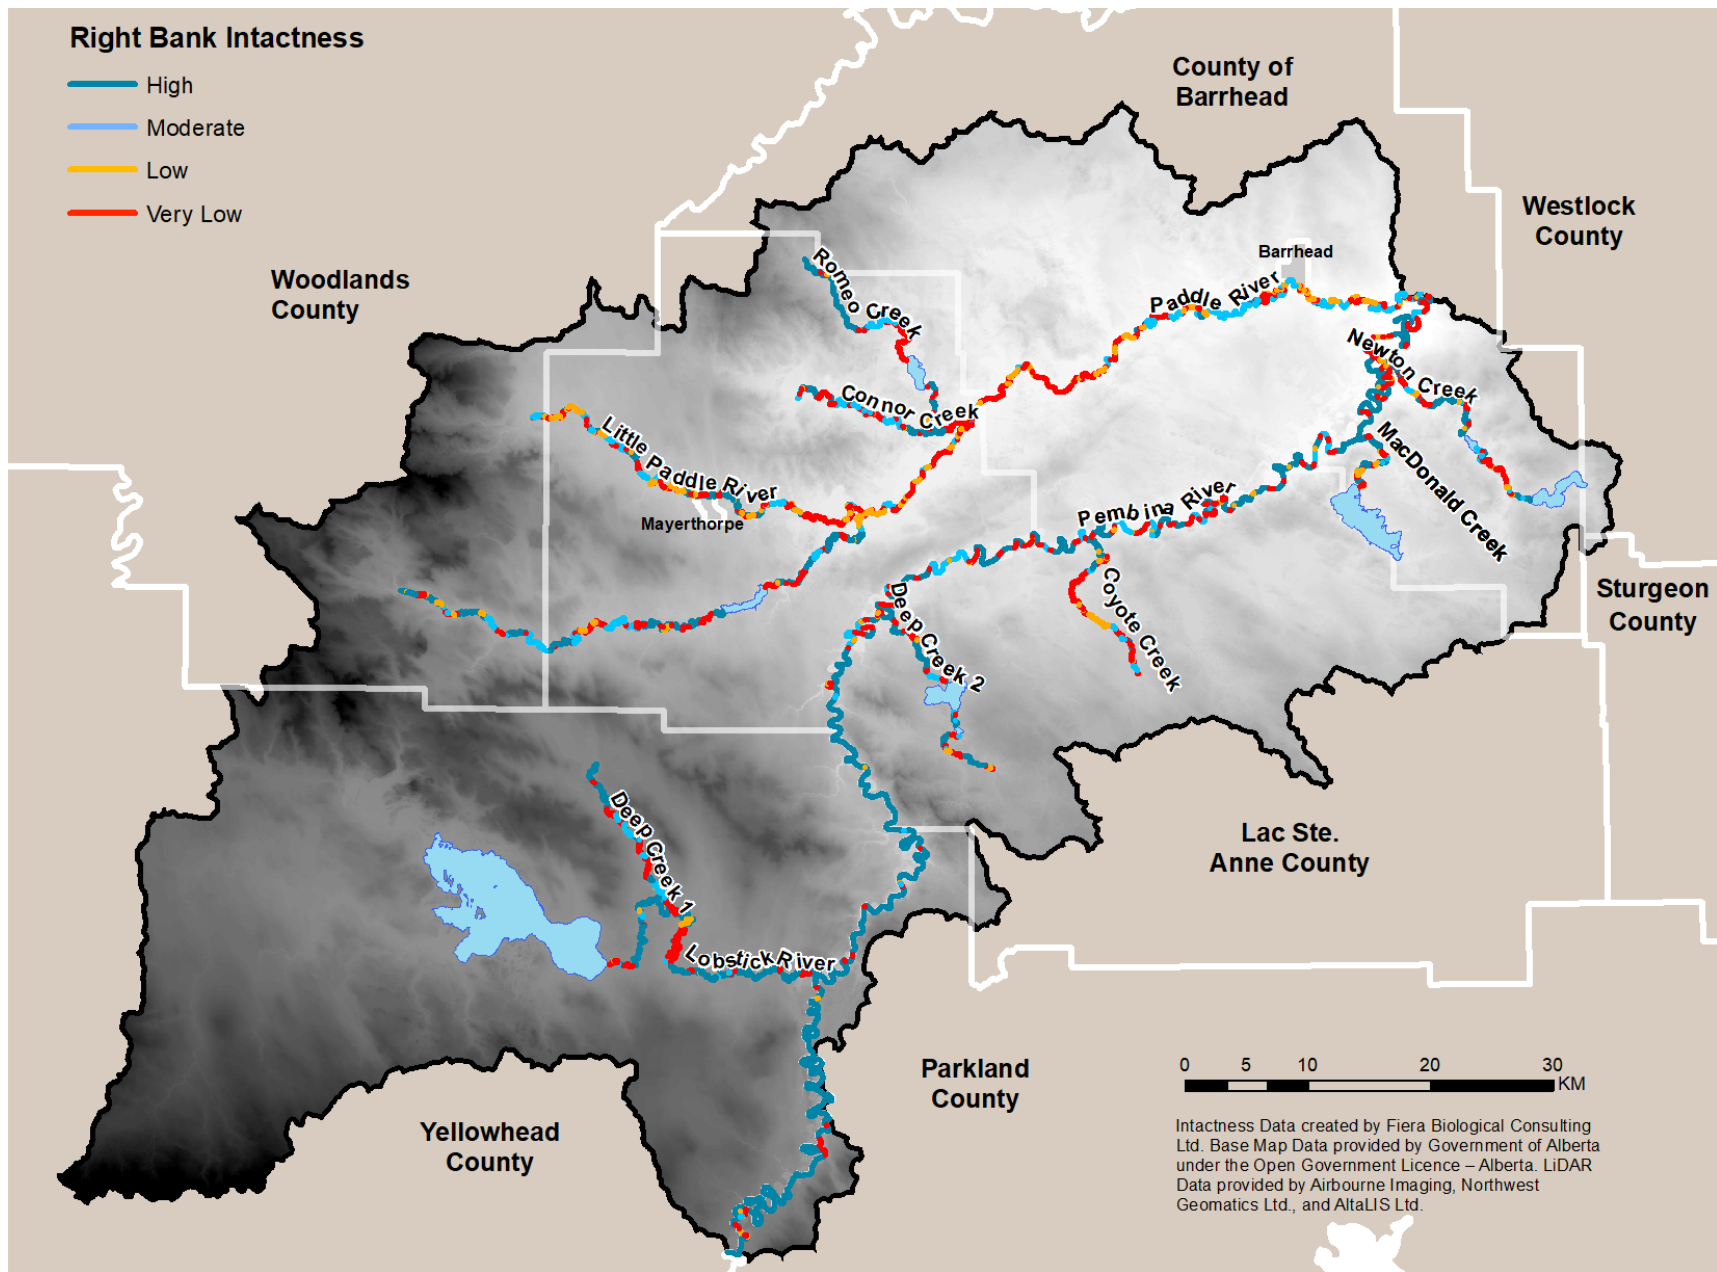 Right Bank Intactness
High
Moderate
Low
Very Low
County of
Barrhead
Westlock
County
Woodlands
County
Barrhead
Romeo Creek
Paddle River
Newton Creek
Connor Creek
Little Paddle River
Mayerthorpe
MacDonald Creek
Pembina River
Coyote Creek
Deep Creek 2
Sturgeon
County
Deep Creek 1
Lac Ste.
Anne County
Lobstick River
Parkland
County
Yellowhead
County
0 5 10 20 30
KM
Intactness Data created by Fiera Biological Consulting
Ltd. Base Map Data provided by Government of Alberta
under the Open Government Licence – Alberta. LiDAR
Data provided by Airbourne Imaging, Northwest
Geomatics Ltd., and AltaLIS Ltd.